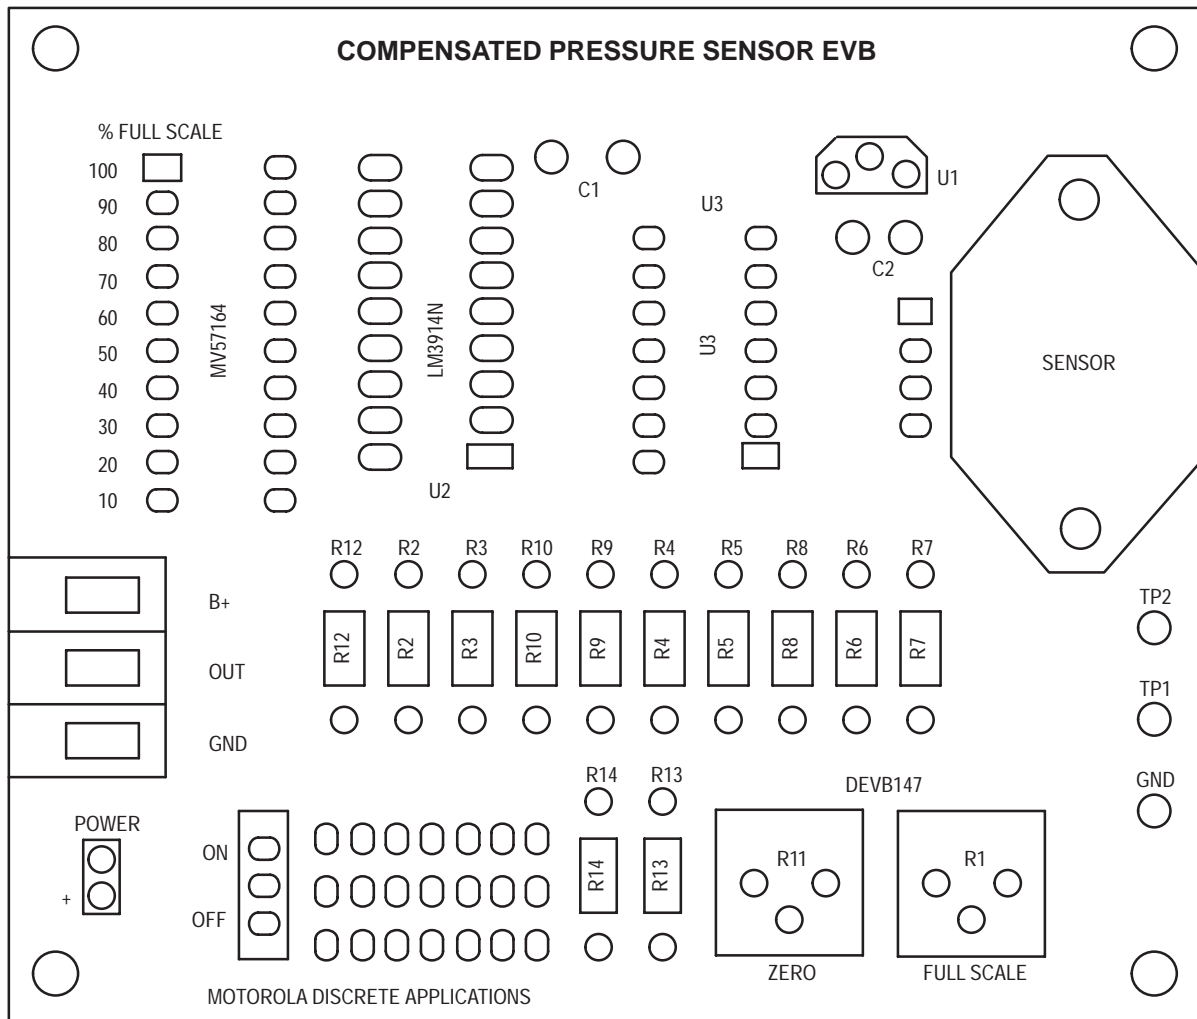 COMPENSATED PRESSURE SENSOR EVB
% FULL SCALE
100
90
80
70
60
50
40
30
20
10
MV57164
LM3914N
U2
C1
U3
U3
U1
C2
SENSOR
R12 R2 R3 R10 R9 R4 R5 R8 R6 R7
R12 R2 R3 R10 R9 R4 R5 R8 R6 R7
B+
OUT
GND
TP2
TP1
GND
R14 R13
R14 R13
DEVB147
POWER
+
ON
OFF
R11
ZERO
R1
FULL SCALE
MOTOROLA DISCRETE APPLICATIONS